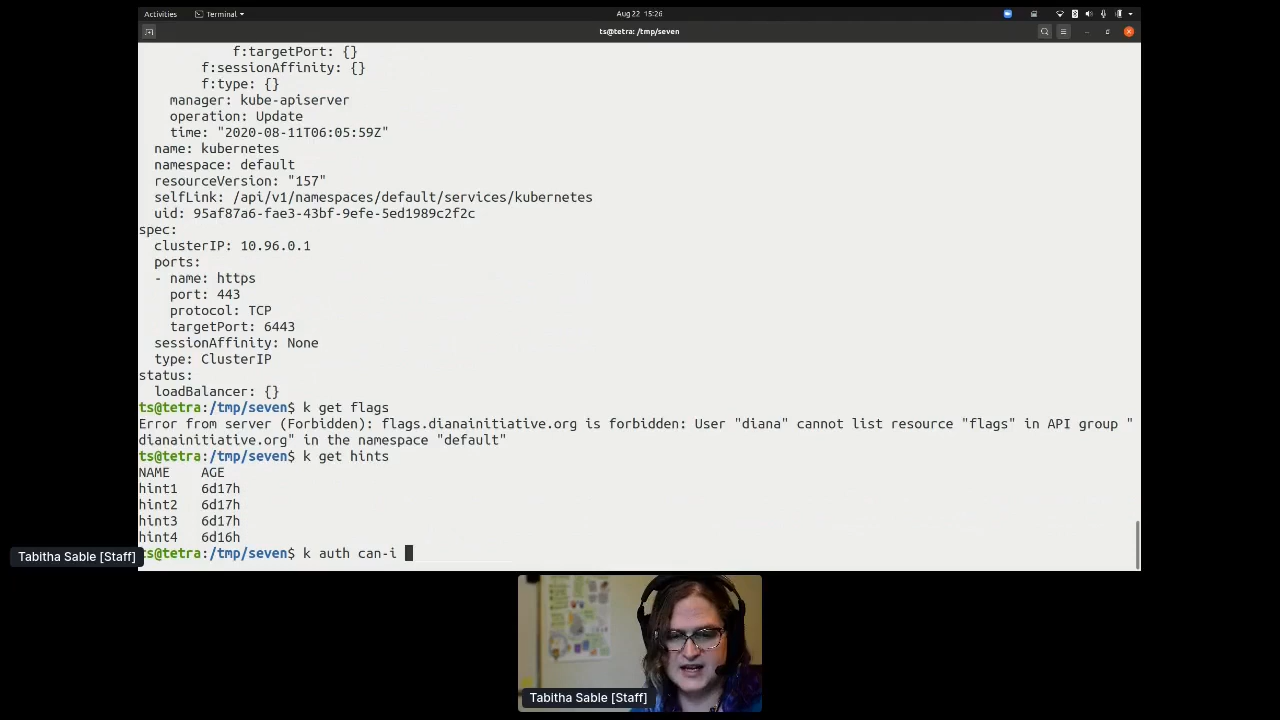 Activities Terminal Aug 22 15:26
ts@tetra: /tmp/seven
f:targetPort: {}
f:sessionAffinity: {}
f:type: {}
manager: kube-apiserver
operation: Update
time: "2020-08-11T06:05:59Z"
name: kubernetes
namespace: default
resourceVersion: "157"
selfLink: /api/v1/namespaces/default/services/kubernetes
uid: 95af87a6-fae3-43bf-9efe-5ed1989c2f2c
spec:
clusterIP: 10.96.0.1
ports:
- name: https
port: 443
protocol: TCP
targetPort: 6443
sessionAffinity: None
type: ClusterIP
status:
loadBalancer: {}
ts@tetra:/tmp/seven$ k get flags
Error from server (Forbidden): flags.dianainitiative.org is forbidden: User "diana" cannot list resource "flags" in API group "
dianainitiative.org" in the namespace "default"
ts@tetra:/tmp/seven$ k get hints
NAME AGE
hint1 6d17h
hint2 6d17h
hint3 6d17h
hint4 6d16h
ts@tetra:/tmp/seven$ k auth can-i
Tabitha Sable [Staff]
Tabitha Sable [Staff]